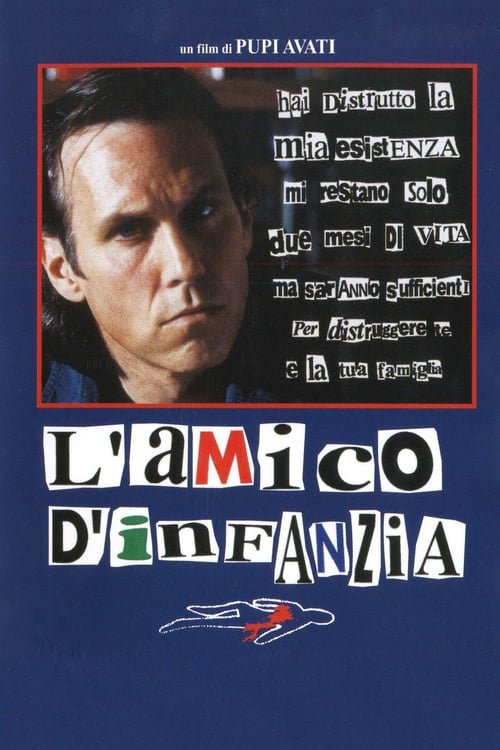 un film di PUPI AVATI
hai DistRutto la
mia esistENZA
mi restano solo
due mesi DI VITA
ma sarANNO sufficienti
Per distruggere te
e la tua famiglia
L'aMico
D'infANZia